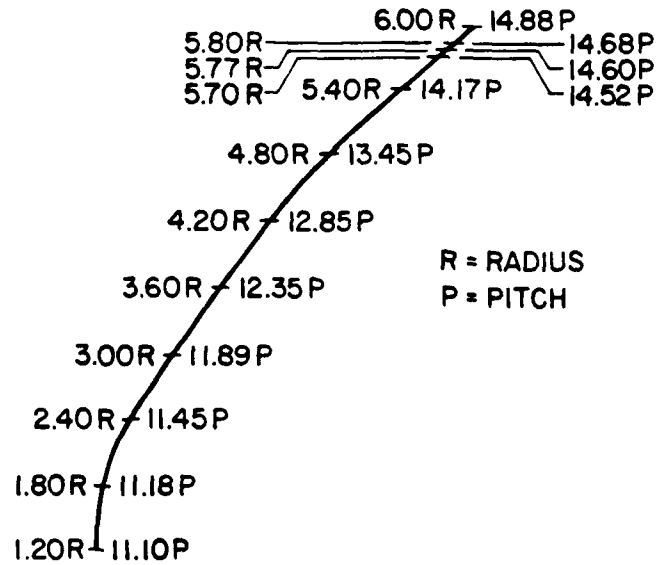 6.00R 14.88P
5.80R 14.68P
5.77R 14.60P
5.70R 14.52P
5.40R 14.17P
4.80R 13.45P
4.20R 12.85P
R = RADIUS
3.60R 12.35P
P = PITCH
3.00R 11.89P
2.40R 11.45P
1.80R 11.18P
1.20R 11.10P